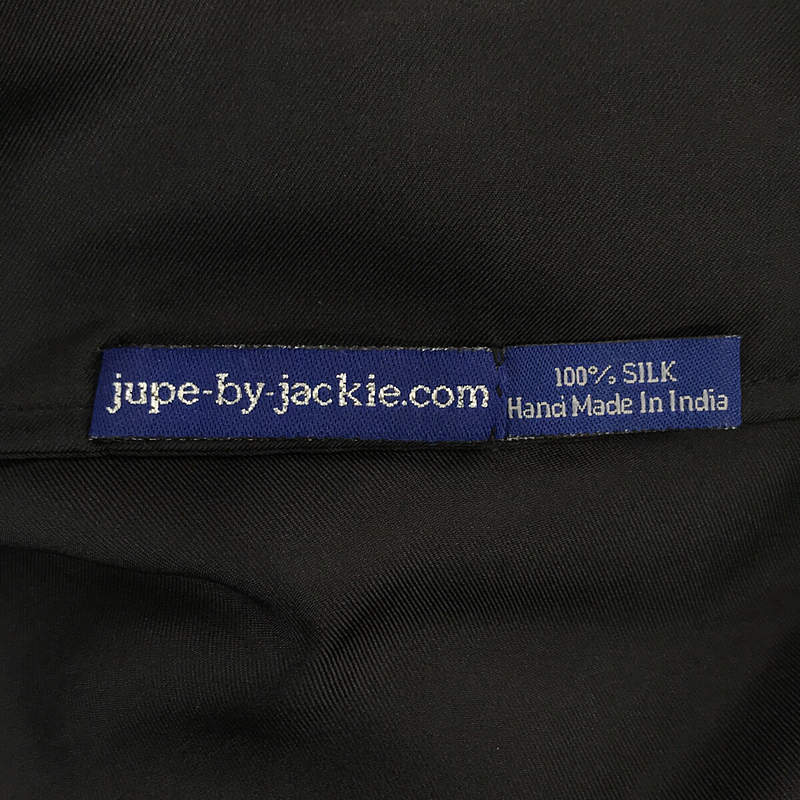 jupe-by-jackie.com
100% SILK
Hand Made In India